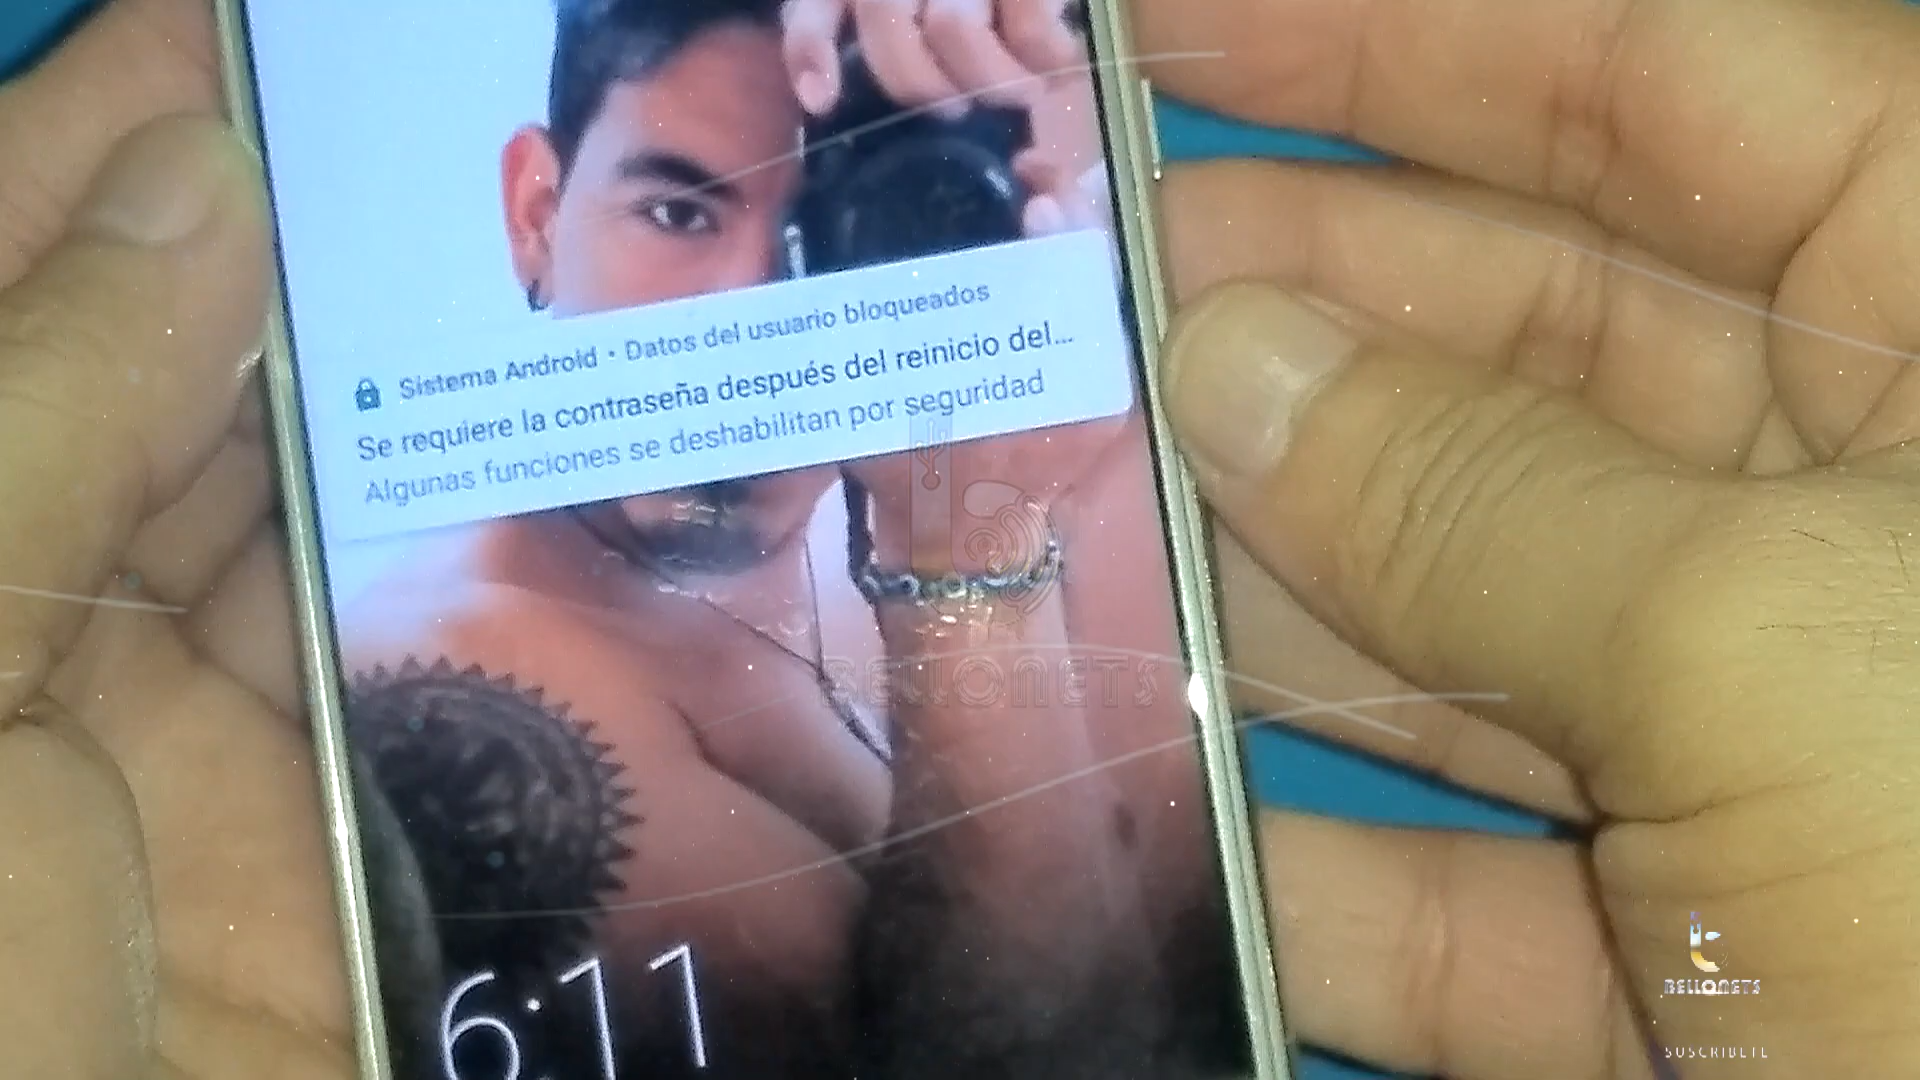 Sistema Android • Datos del usuario bloqueados
Se requiere la contraseña después del reinicio del...
Algunas funciones se deshabilitan por seguridad
BELLONETS
6:11
BELLONETS
SUSCRIBETE